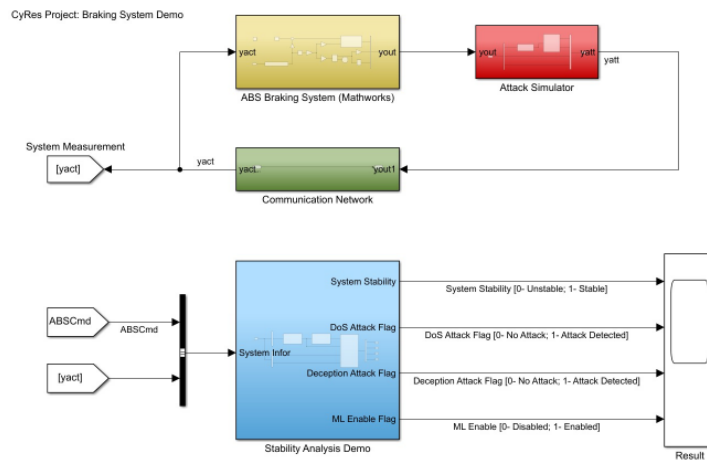 CyRes Project: Braking System Demo
yact
yout
ABS Braking System (Mathworks)
yout
yatt
yatt
Attack Simulator
System Measurement
[yact]
yact
yact
yout1
Communication Network
ABSCmd
ABSCmd
[yact]
System Infor
System Stability
DoS Attack Flag
Deception Attack Flag
ML Enable Flag
Stability Analysis Demo
System Stability [0- Unstable; 1- Stable]
DoS Attack Flag [0- No Attack; 1- Attack Detected]
Deception Attack Flag [0- No Attack; 1- Attack Detected]
ML Enable [0- Disabled; 1- Enabled]
Result